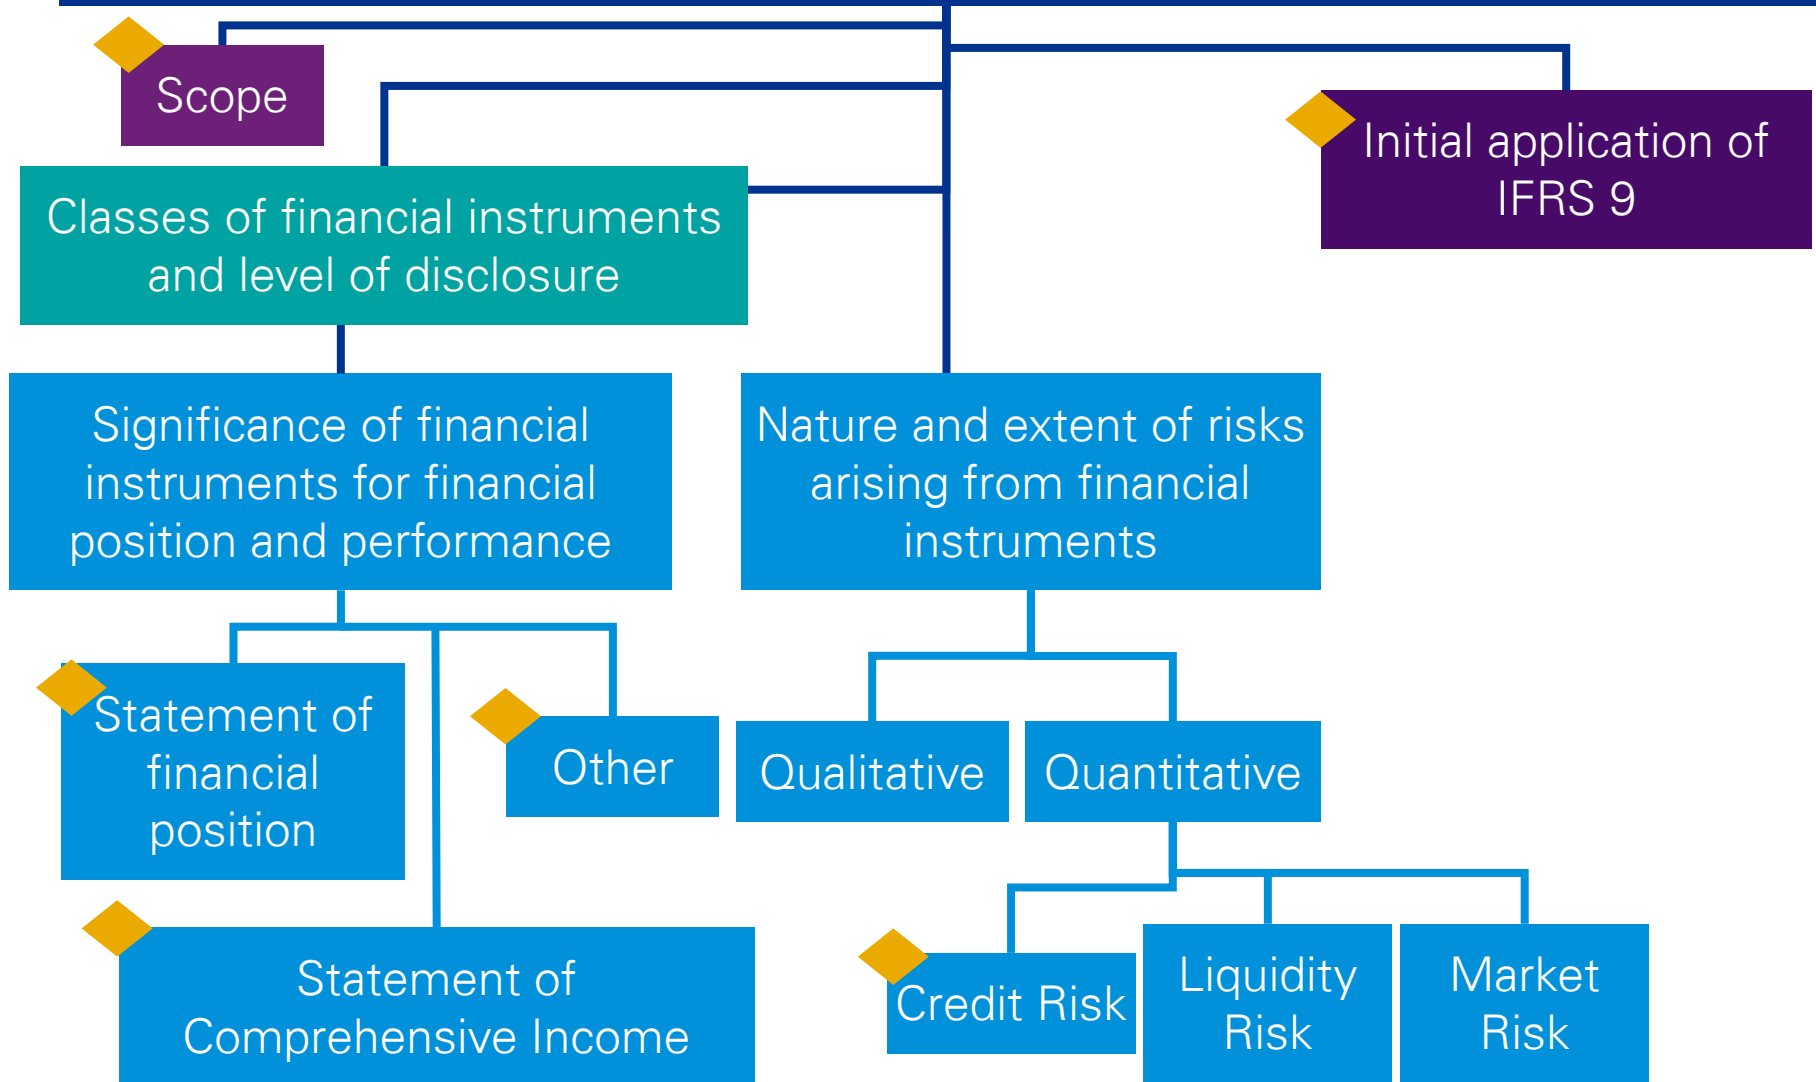 Scope
Initial application of
IFRS 9
Classes of financial instruments
and level of disclosure
Significance of financial
instruments for financial
position and performance
Nature and extent of risks
arising from financial
instruments
Statement of
financial
position
Other
Qualitative
Quantitative
Statement of
Comprehensive Income
Credit Risk
Liquidity
Risk
Market
Risk